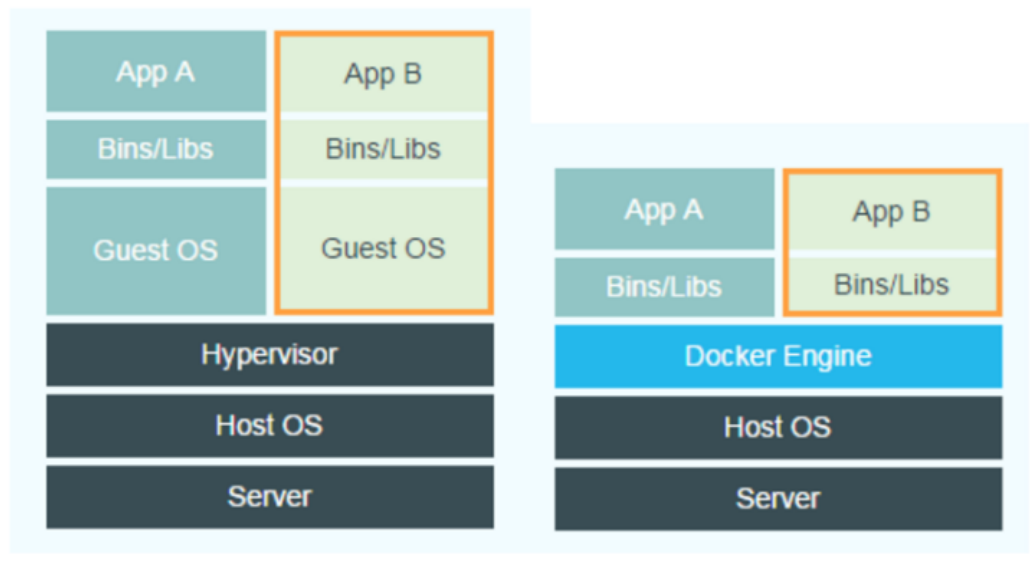 App A
App B
Bins/Libs
Bins/Libs
Guest OS
Guest OS
Hypervisor
Host OS
Server
App A
App B
Bins/Libs
Bins/Libs
Docker Engine
Host OS
Server